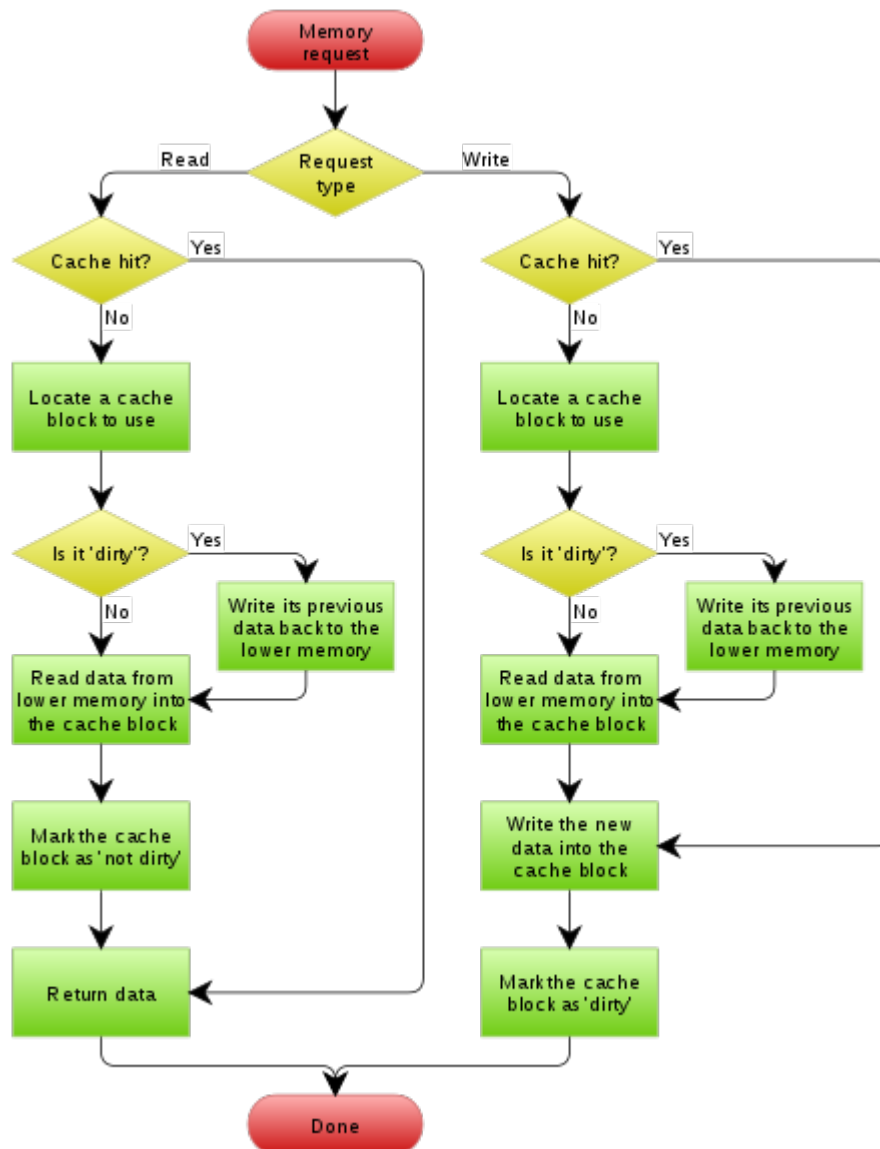 Memory
request
Request
type
Read
Write
Cache hit?
Yes
No
Locate a cache
block to use
Is it 'dirty'?
Yes
Write its previous
data back to the
lower memory
No
Read data from
lower memory into
the cache block
Mark the cache
block as 'not dirty'
Return data
Cache hit?
Yes
No
Locate a cache
block to use
Is it 'dirty'?
Yes
Write its previous
data back to the
lower memory
No
Read data from
lower memory into
the cache block
Write the new
data into the
cache block
Mark the cache
block as 'dirty'
Done